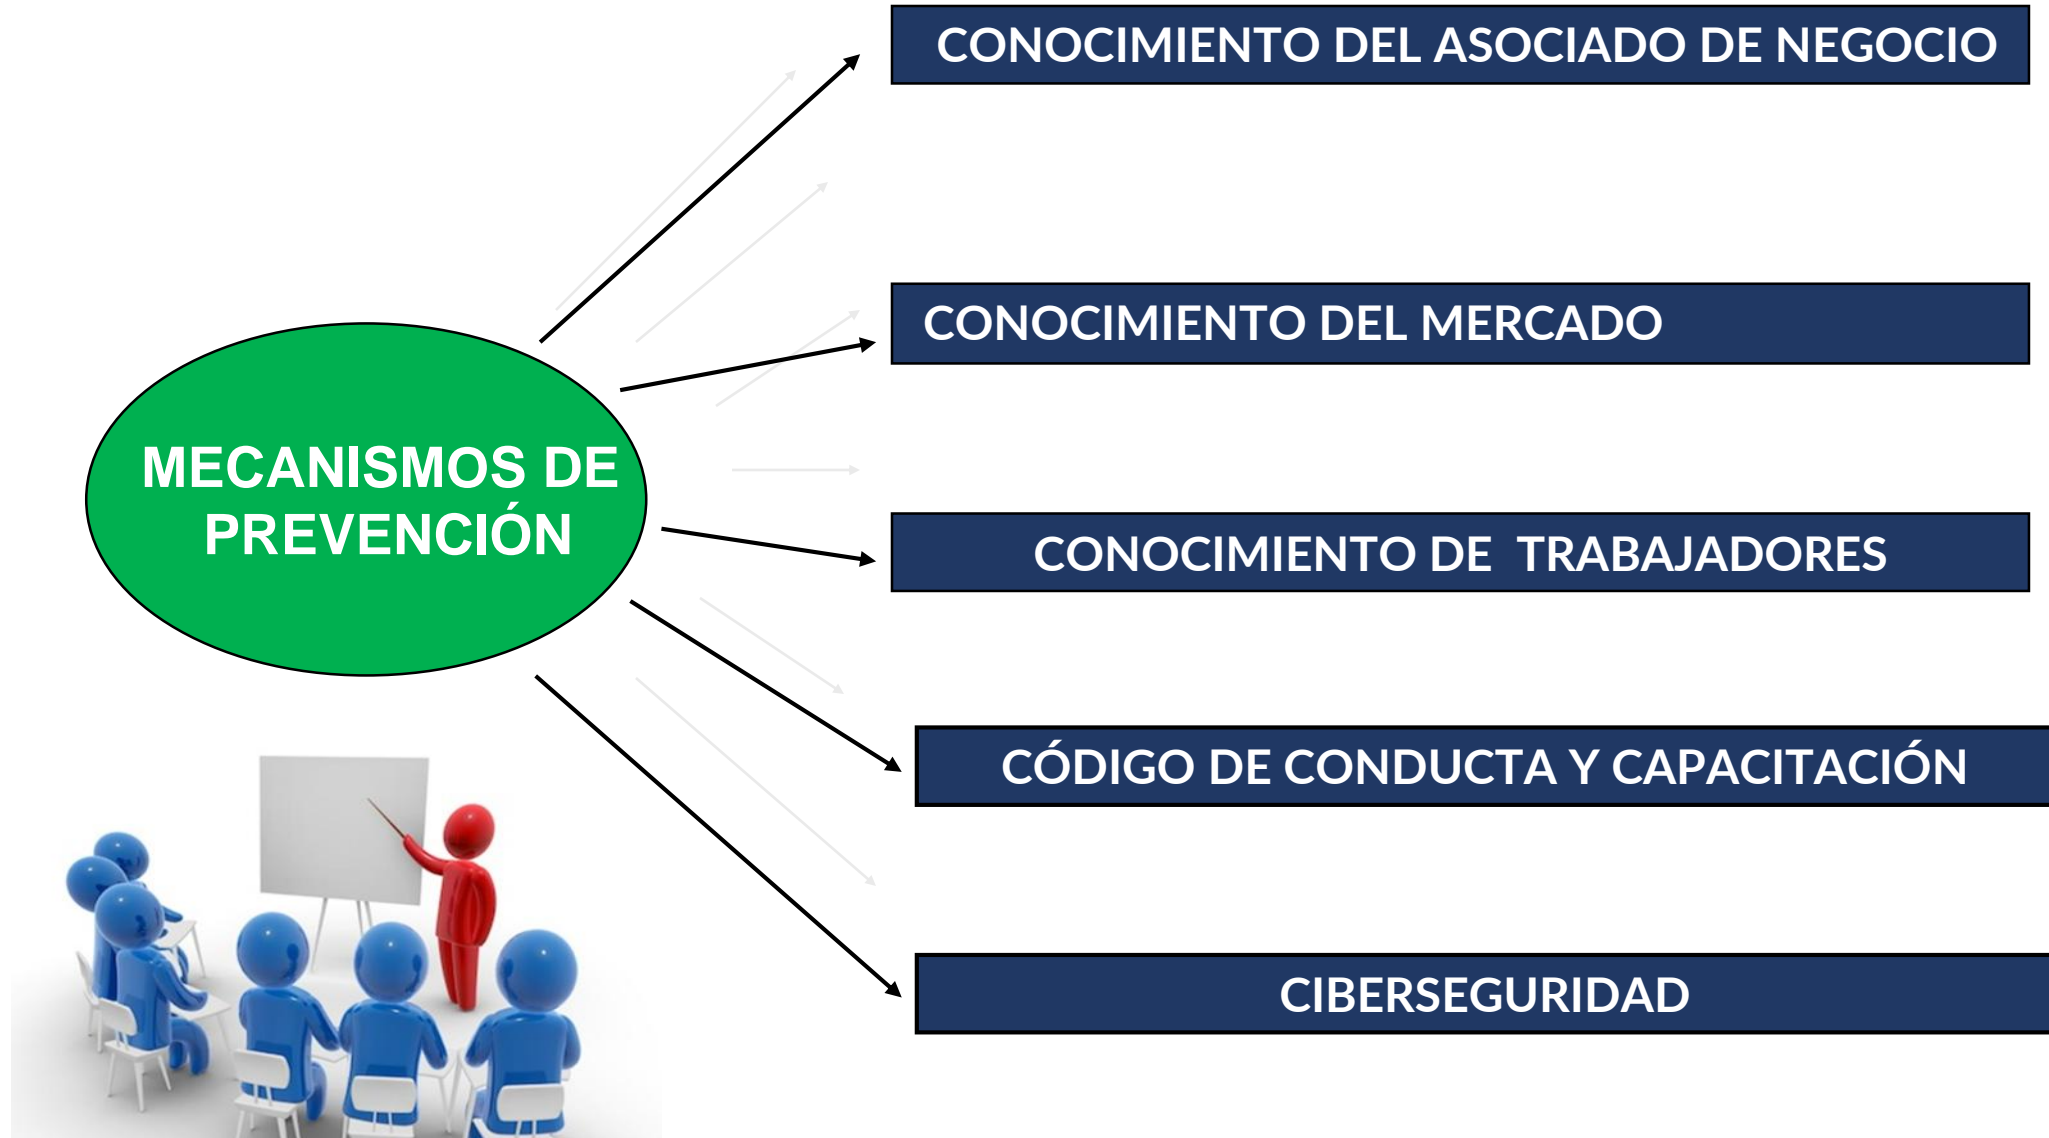 CONOCIMIENTO DEL ASOCIADO DE NEGOCIO
CONOCIMIENTO DEL MERCADO
MECANISMOS DE
PREVENCIÓN
CONOCIMIENTO DE  TRABAJADORES
CÓDIGO DE CONDUCTA Y CAPACITACIÓN
CIBERSEGURIDAD